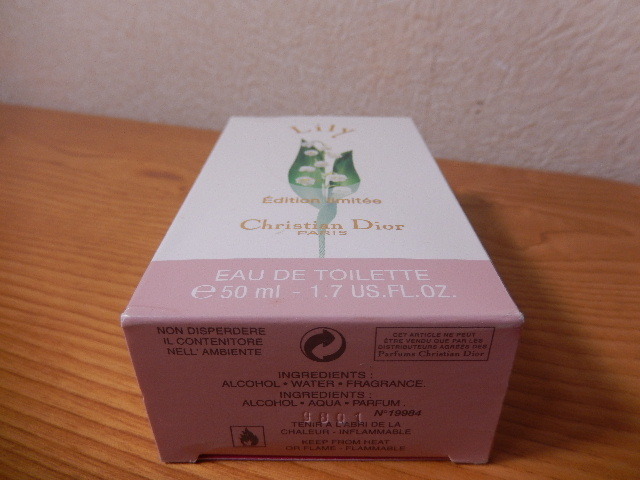 Lily
Édition limitée
Christian Dior
PARIS
EAU DE TOILETTE
℮ 50 ml - 1.7 US.FL.OZ.
NON DISPERDERE
IL CONTENITORE
NELL' AMBIENTE
CET ARTICLE NE PEUT
ÊTRE VENDU QUE PAR LES
DISTRIBUTEURS AGRÉÉS DES
Parfums Christian Dior
INGREDIENTS :
ALCOHOL • WATER • FRAGRANCE.
INGREDIENTS :
ALCOHOL • AQUA • PARFUM.
N°19984
TENIR A L'ABRI DE LA
CHALEUR - INFLAMMABLE
KEEP FROM HEAT
OR FLAME - FLAMMABLE